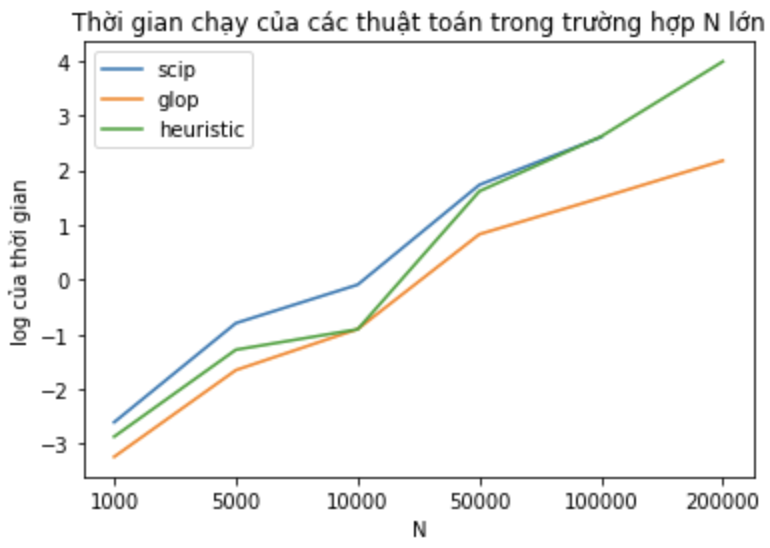 Thời gian chạy của các thuật toán trong trường hợp N lớn
4
3
2
1
0
−1
−2
−3
log của thời gian
scip
glop
heuristic
1000 5000 10000 50000 100000 200000
N